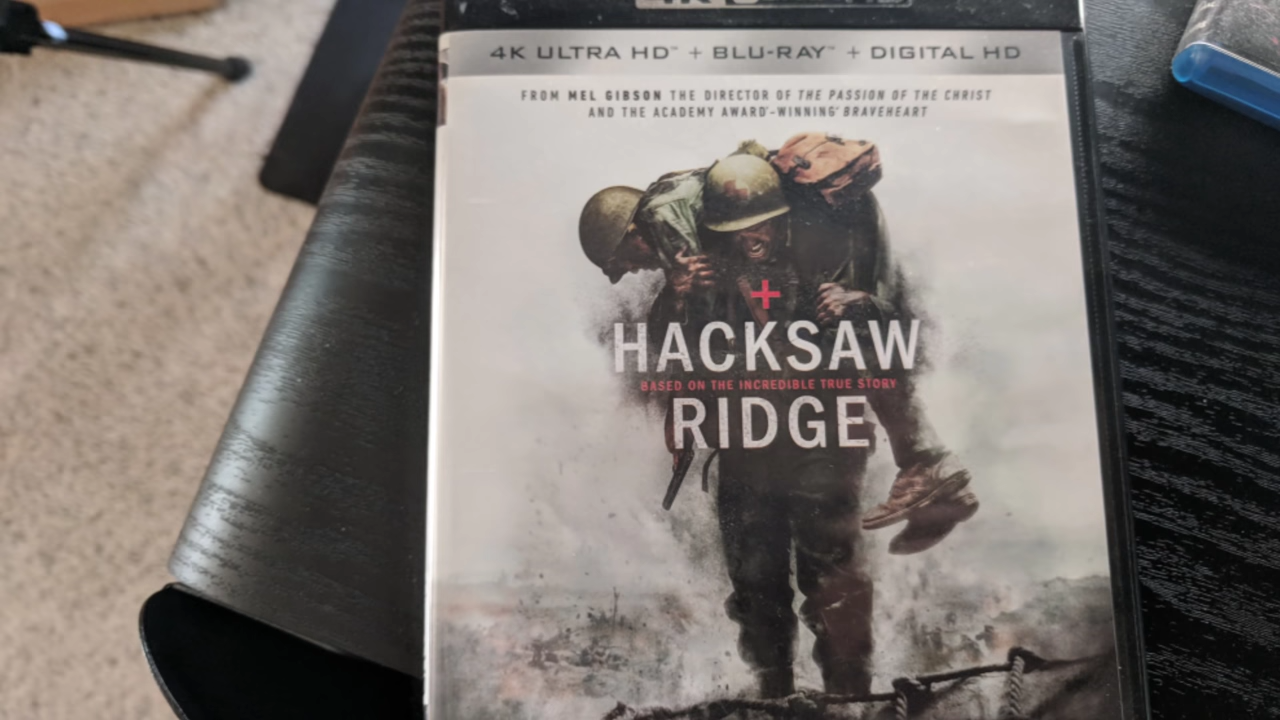 4K ULTRA HD™ + BLU-RAY™ + DIGITAL HD
FROM MEL GIBSON THE DIRECTOR OF THE PASSION OF THE CHRIST
AND THE ACADEMY AWARD®-WINNING® BRAVEHEART
+
HACKSAW
BASED ON THE INCREDIBLE TRUE STORY
RIDGE